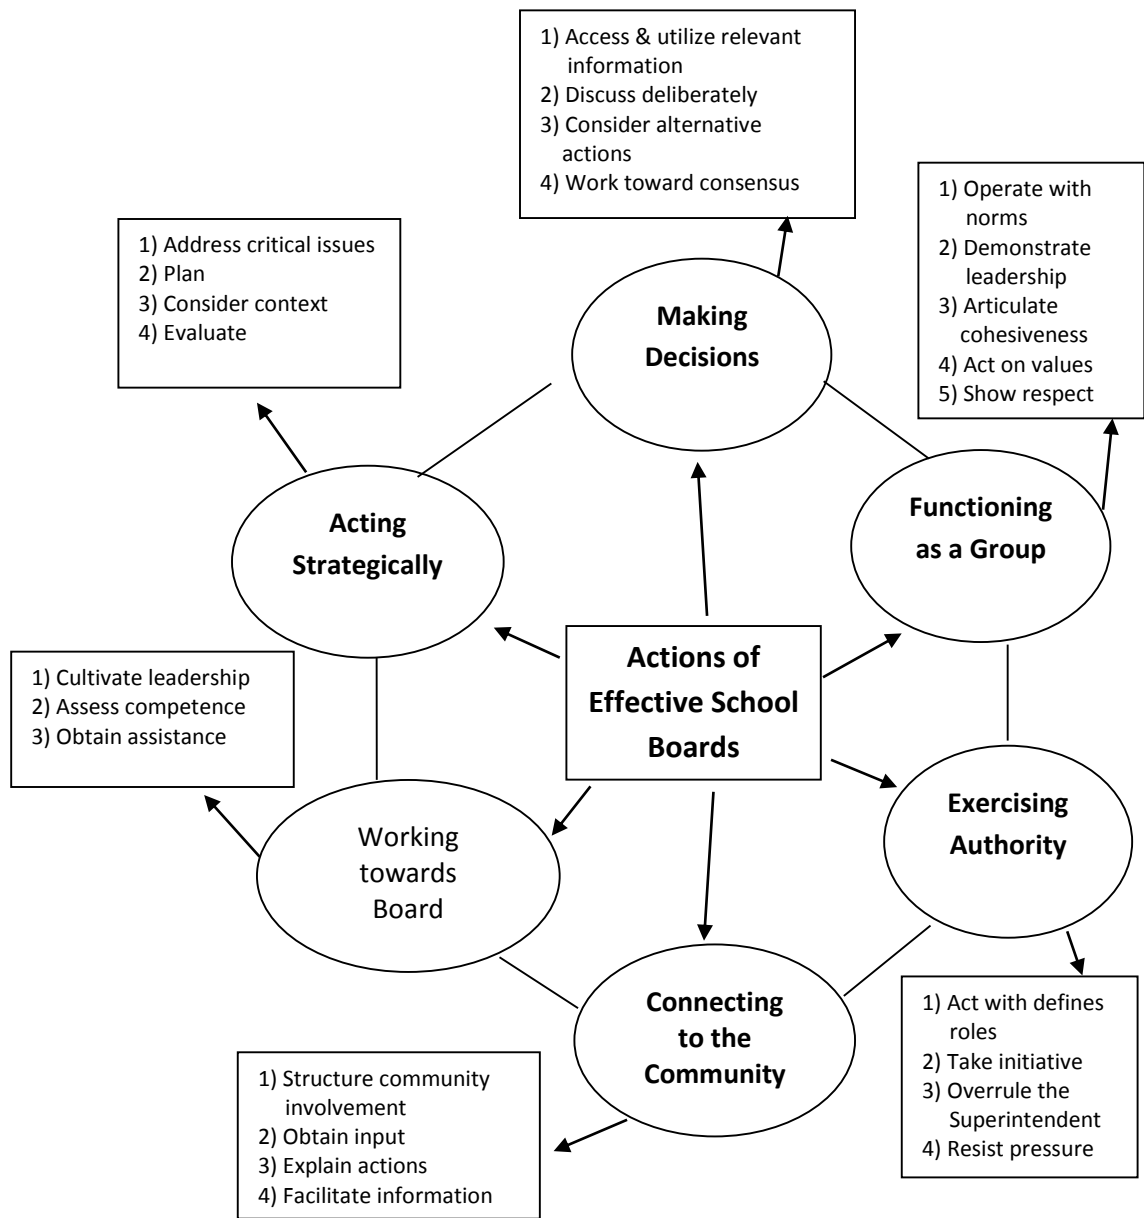 1) Access & utilize relevant
information
2) Discuss deliberately
3) Consider alternative
actions
4) Work toward consensus
1) Operate with
norms
2) Demonstrate
leadership
3) Articulate
cohesiveness
4) Act on values
5) Show respect
1) Address critical issues
2) Plan
3) Consider context
4) Evaluate
Making
Decisions
Acting
Strategically
Functioning
as a Group
Actions of
Effective School
Boards
1) Cultivate leadership
2) Assess competence
3) Obtain assistance
Working
towards
Board
Exercising
Authority
Connecting
to the
Community
1) Act with defines
roles
2) Take initiative
3) Overrule the
Superintendent
4) Resist pressure
1) Structure community
involvement
2) Obtain input
3) Explain actions
4) Facilitate information